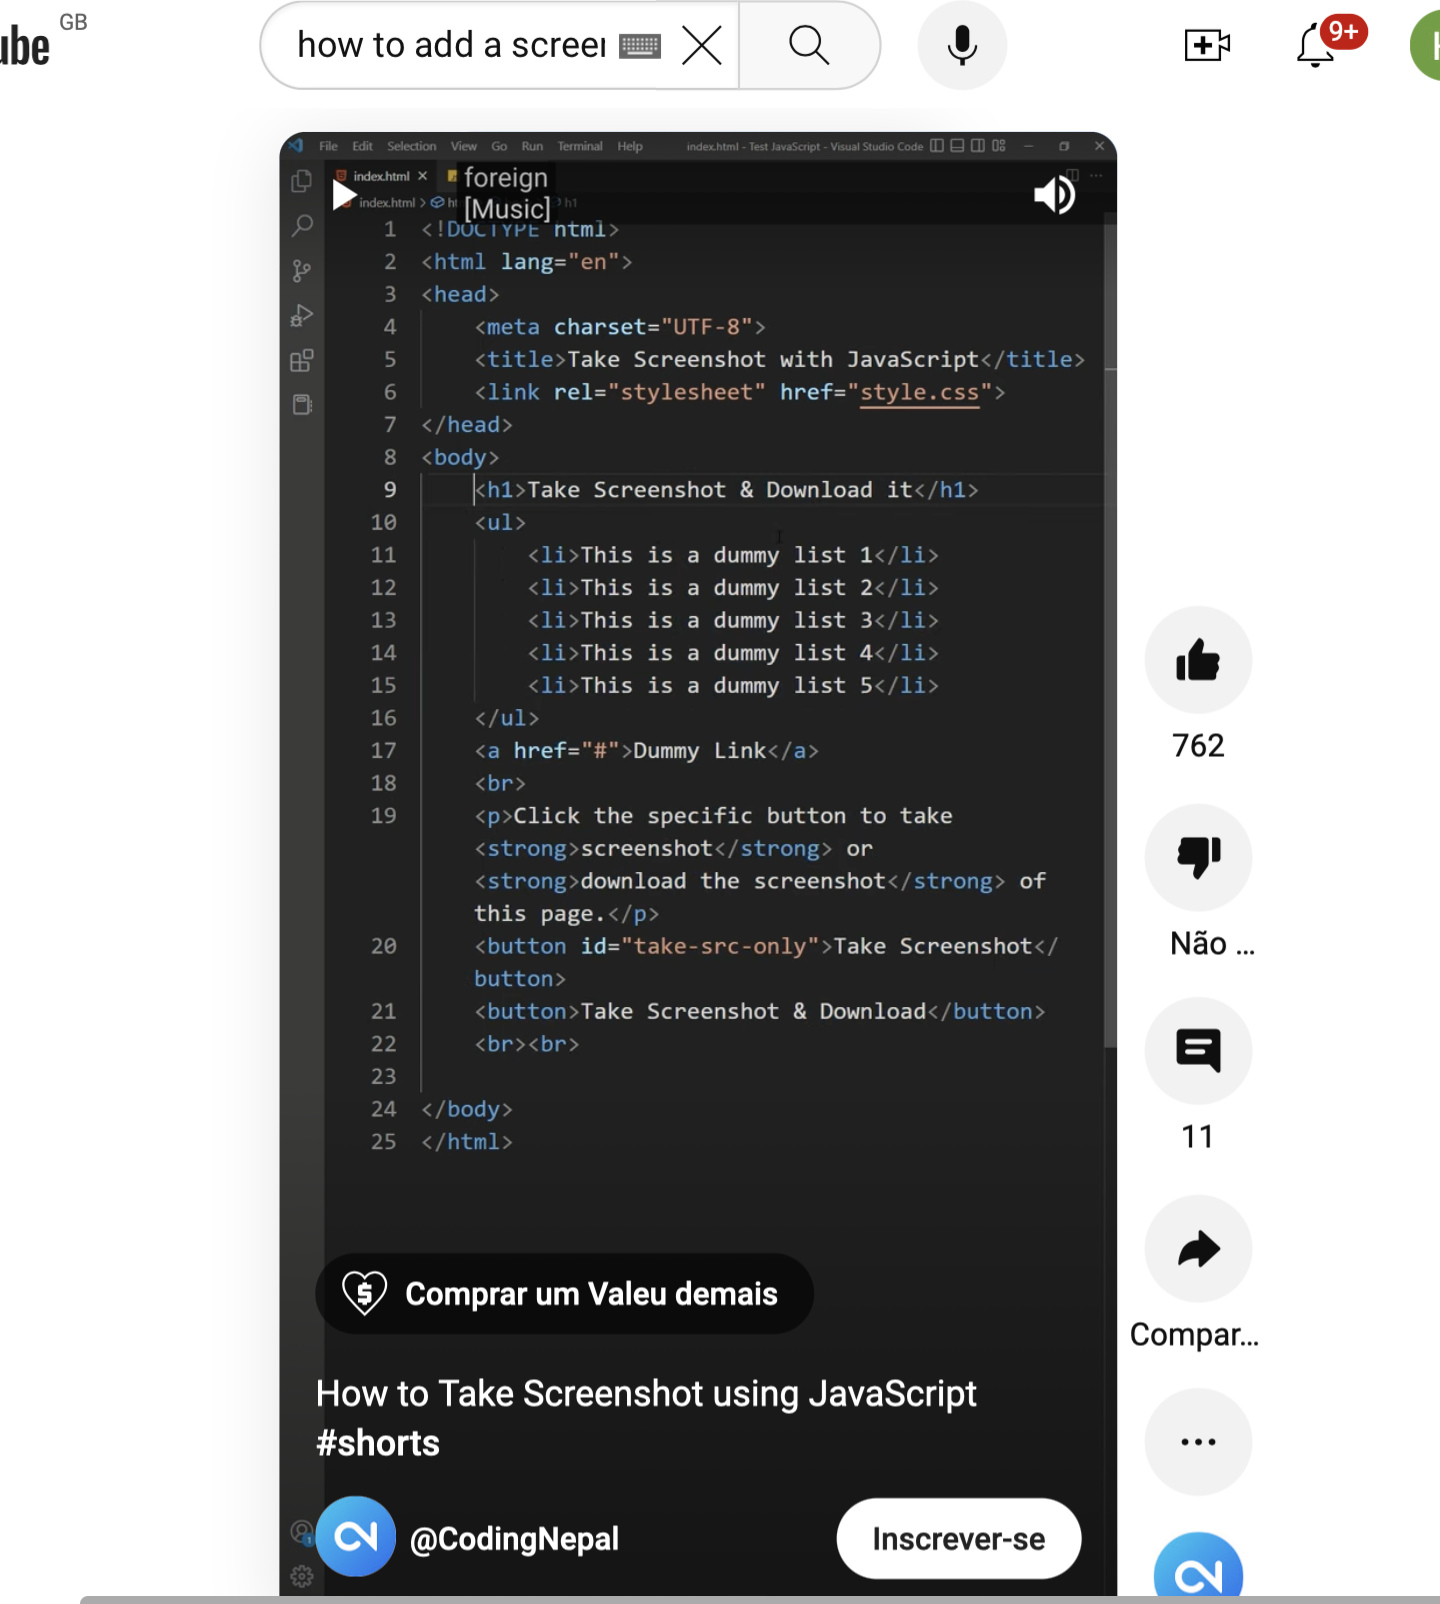 ube GB
how to add a screen
9+
File Edit Selection View Go Run Terminal Help index.html - Test JavaScript - Visual Studio Code
index.html
index.html > h1
foreign
[Music]
1 <!DOCTYPE html>
2 <html lang="en">
3 <head>
4 <meta charset="UTF-8">
5 <title>Take Screenshot with JavaScript</title>
6 <link rel="stylesheet" href="style.css">
7 </head>
8 <body>
9 <h1>Take Screenshot & Download it</h1>
10 <ul>
11 <li>This is a dummy list 1</li>
12 <li>This is a dummy list 2</li>
13 <li>This is a dummy list 3</li>
14 <li>This is a dummy list 4</li>
15 <li>This is a dummy list 5</li>
16 </ul>
17 <a href="#">Dummy Link</a>
18 <br>
19 <p>Click the specific button to take
<strong>screenshot</strong> or
<strong>download the screenshot</strong> of
this page.</p>
20 <button id="take-src-only">Take Screenshot</
button>
21 <button>Take Screenshot & Download</button>
22 <br><br>
23
24 </body>
25 </html>
762
Não ...
11
Compar...
Comprar um Valeu demais
How to Take Screenshot using JavaScript
#shorts
@CodingNepal
Inscrever-se